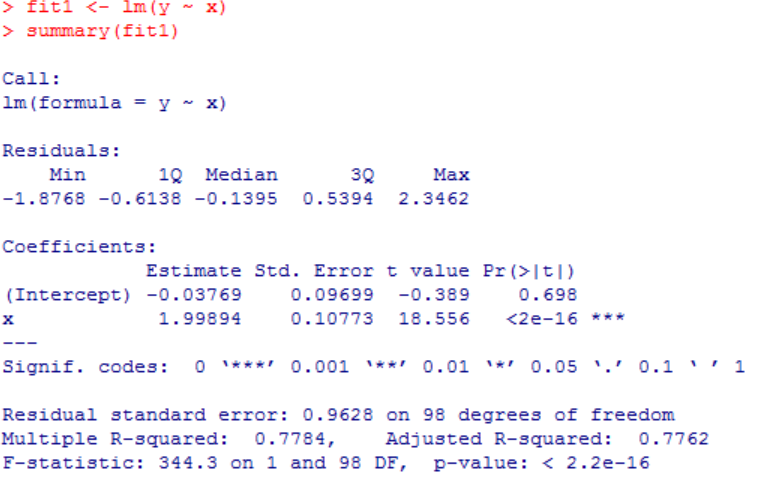 > fit1 <- lm(y ~ x)
> summary(fit1)
Call:
lm(formula = y ~ x)
Residuals:
    Min      1Q  Median      3Q     Max
-1.8768 -0.6138 -0.1395  0.5394  2.3462
Coefficients:
            Estimate Std. Error t value Pr(>|t|)
(Intercept) -0.03769    0.09699  -0.389    0.698
x            1.99894    0.10773  18.556   <2e-16 ***
---
Signif. codes:  0 ‘***’ 0.001 ‘**’ 0.01 ‘*’ 0.05 ‘.’ 0.1 ‘ ’ 1
Residual standard error: 0.9628 on 98 degrees of freedom
Multiple R-squared:  0.7784,    Adjusted R-squared:  0.7762
F-statistic: 344.3 on 1 and 98 DF,  p-value: < 2.2e-16